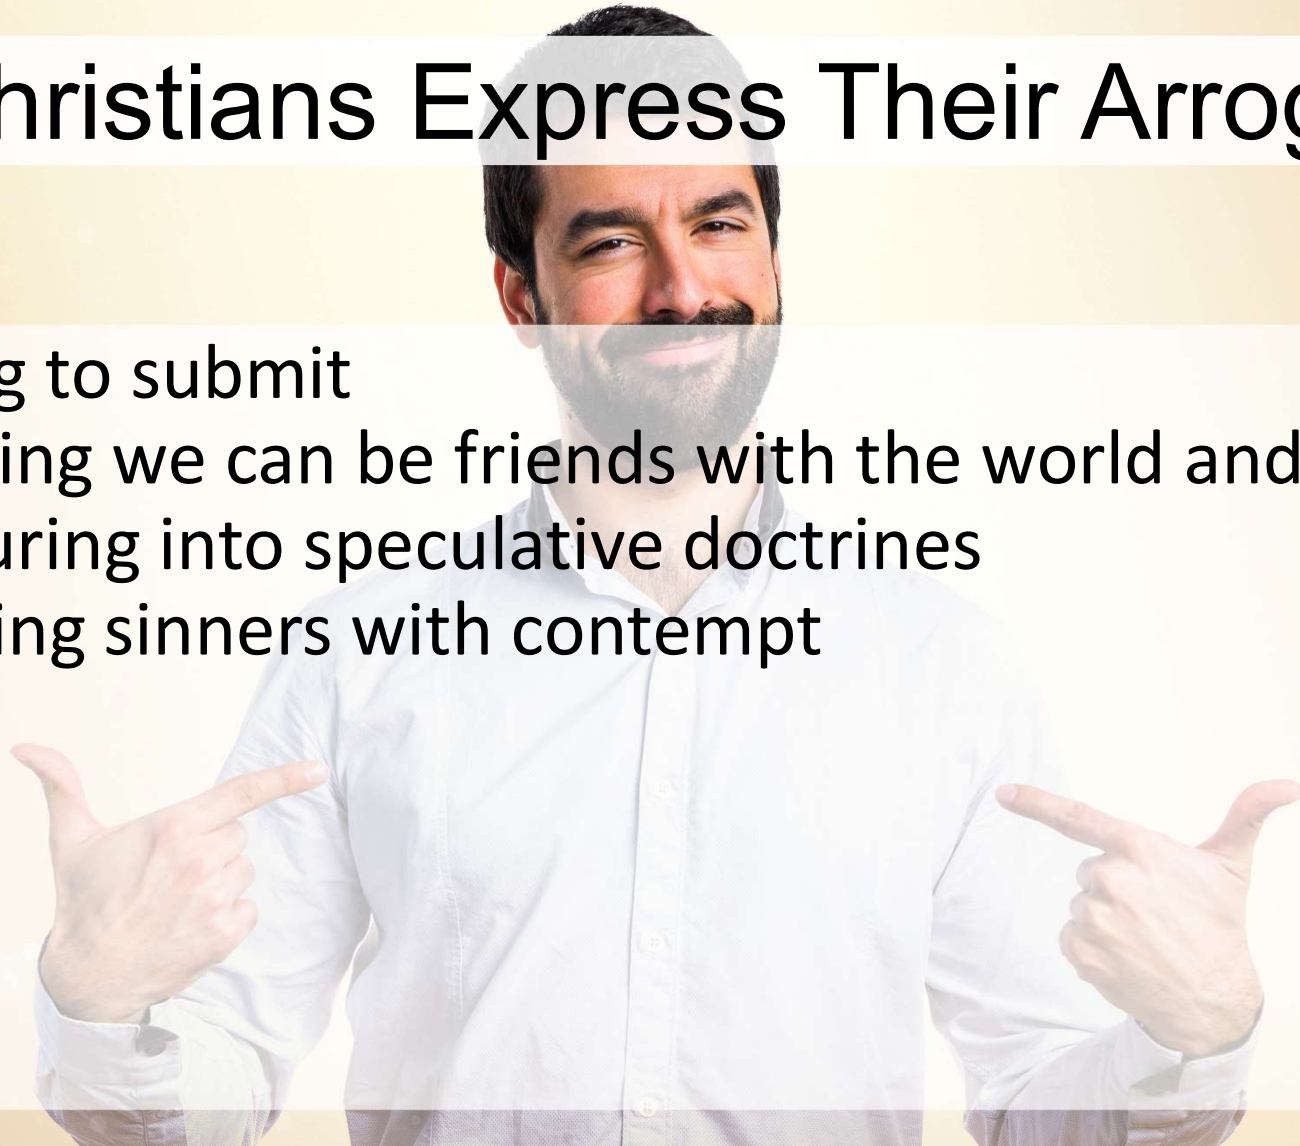 hristians Express Their Arrog
g to submit
ing we can be friends with the world and
uring into speculative doctrines
ing sinners with contempt